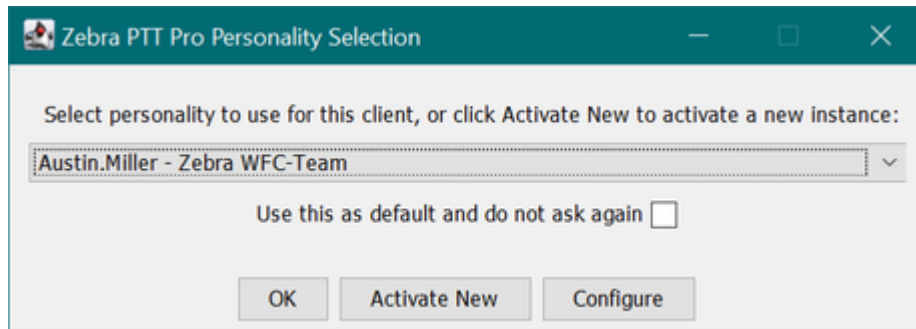 Zebra PTT Pro Personality Selection
Select personality to use for this client, or click Activate New to activate a new instance:
Austin.Miller - Zebra WFC-Team
Use this as default and do not ask again
OK Activate New Configure